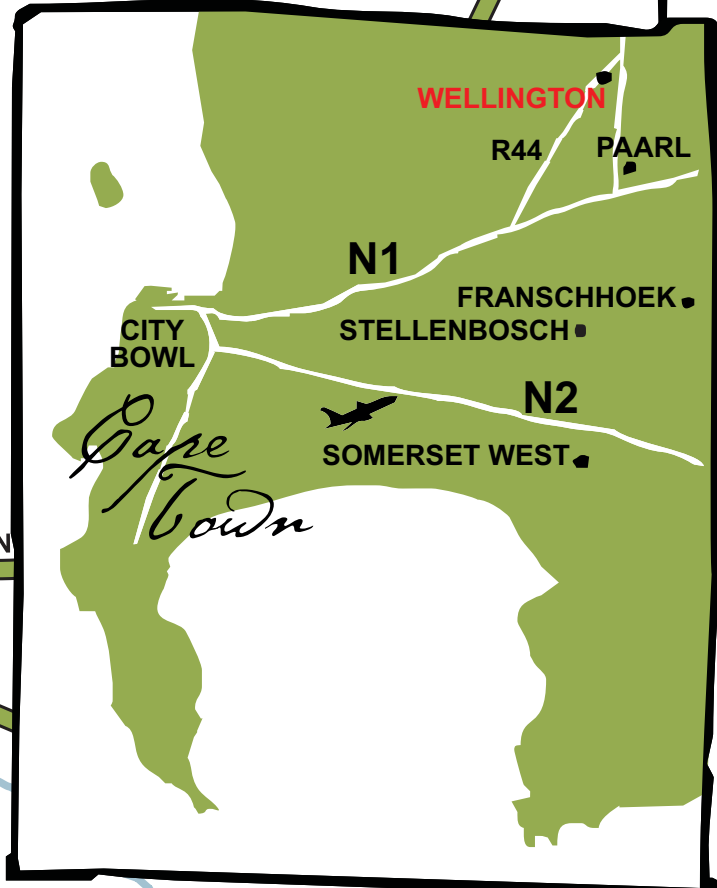 WELLINGTON
R44
PAARL
N1
FRANSCHHOEK
STELLENBOSCH
CITY
BOWL
N2
Cape
Town
SOMERSET WEST
N